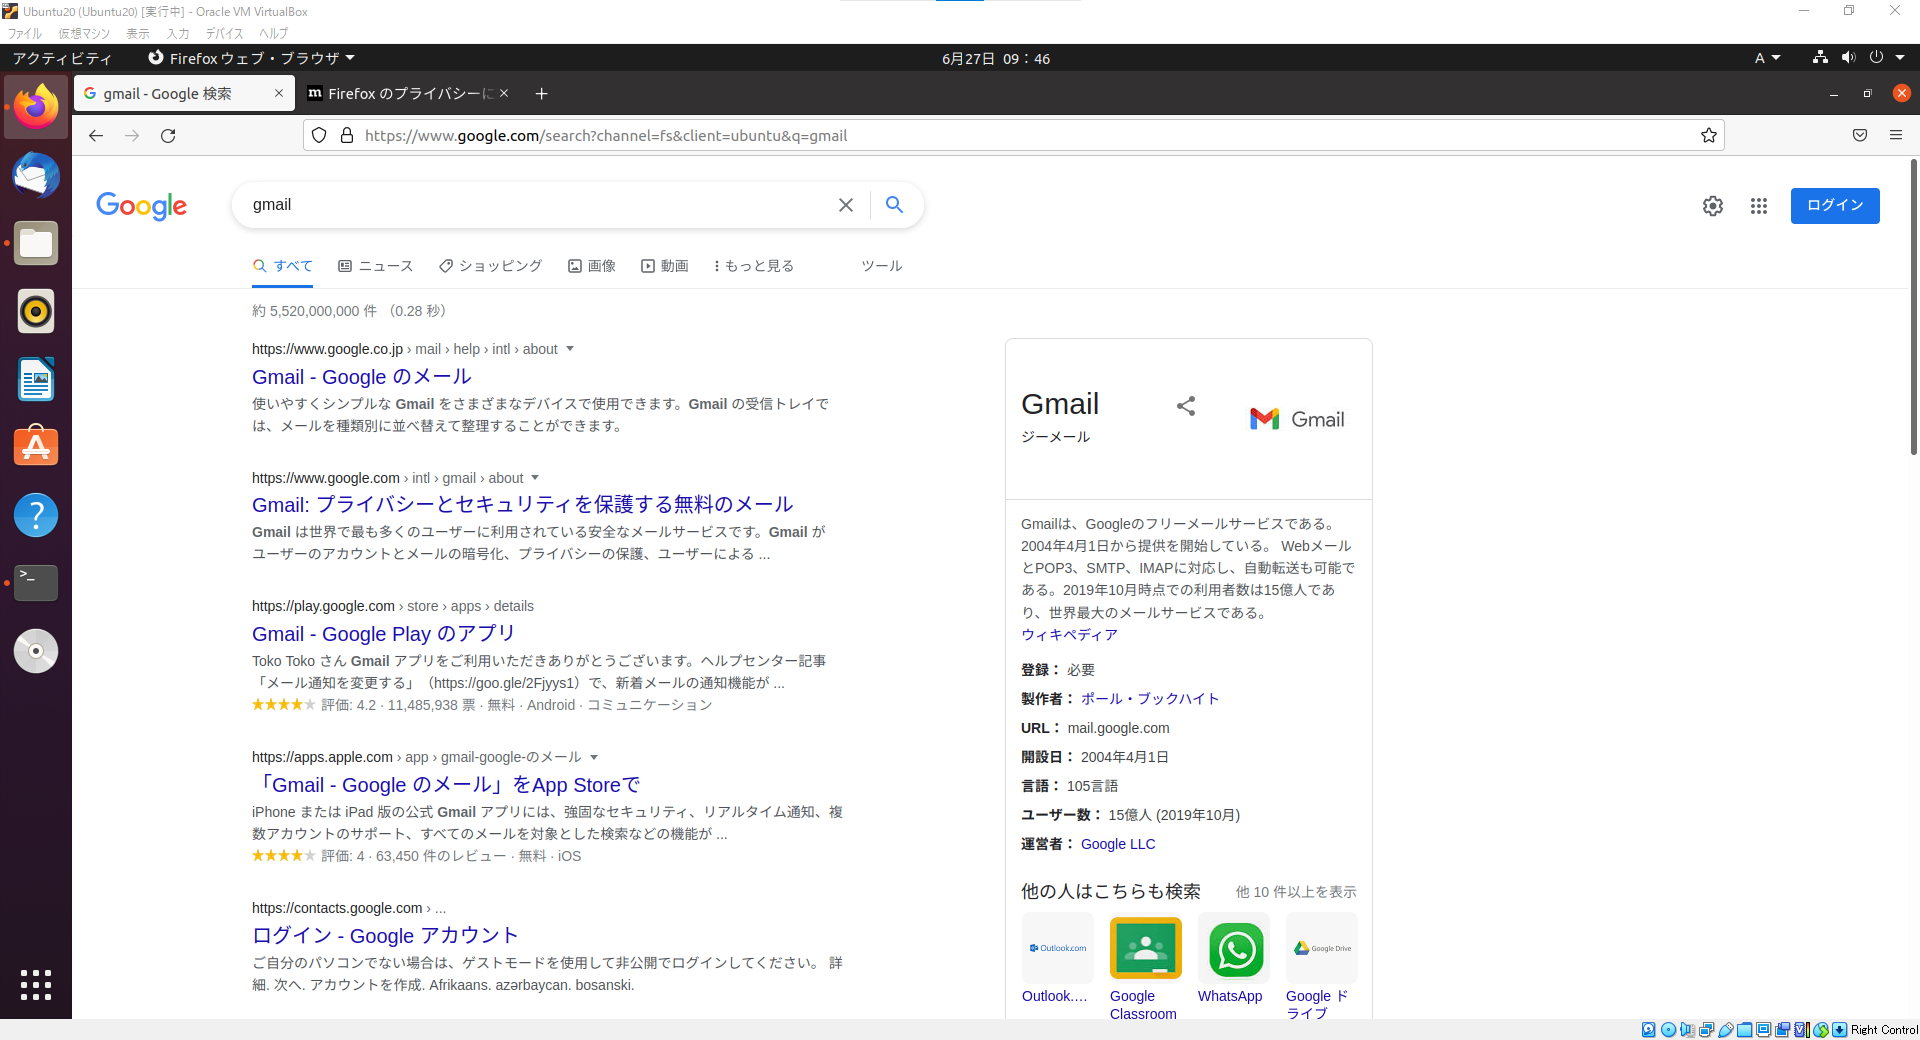 Ubuntu20 (Ubuntu20) [実行中] - Oracle VM VirtualBox
ファイル 仮想マシン 表示 入力 デバイス ヘルプ
アクティビティ Firefox ウェブ・ブラウザ 6月27日 09：46 A
gmail - Google 検索 Firefox のプライバシーに
https://www.google.com/search?channel=fs&client=ubuntu&q=gmail
Google gmail ログイン
すべて ニュース ショッピング 画像 動画 もっと見る ツール
約 5,520,000,000 件 （0.28 秒）
https://www.google.co.jp › mail › help › intl › about
Gmail - Google のメール
使いやすくシンプルな Gmail をさまざまなデバイスで使用できます。Gmail の受信トレイで
は、メールを種類別に並べ替えて整理することができます。
https://www.google.com › intl › gmail › about
Gmail: プライバシーとセキュリティを保護する無料のメール
Gmail は世界で最も多くのユーザーに利用されている安全なメールサービスです。Gmail が
ユーザーのアカウントとメールの暗号化、プライバシーの保護、ユーザーによる ...
https://play.google.com › store › apps › details
Gmail - Google Play のアプリ
Toko Toko さん Gmail アプリをご利用いただきありがとうございます。ヘルプセンター記事
「メール通知を変更する」（https://goo.gle/2Fjyys1）で、新着メールの通知機能が ...
評価: 4.2 · 11,485,938 票 · 無料 · Android · コミュニケーション
https://apps.apple.com › app › gmail-google-のメール
「Gmail - Google のメール」をApp Storeで
iPhone または iPad 版の公式 Gmail アプリには、強固なセキュリティ、リアルタイム通知、複
数アカウントのサポート、すべてのメールを対象とした検索などの機能が ...
評価: 4 · 63,450 件のレビュー · 無料 · iOS
https://contacts.google.com › ...
ログイン - Google アカウント
ご自分のパソコンでない場合は、ゲストモードを使用して非公開でログインしてください。 詳
細. 次へ. アカウントを作成. Afrikaans. azərbaycan. bosanski.
Gmail
ジーメール
Gmail
Gmailは、Googleのフリーメールサービスである。
2004年4月1日から提供を開始している。 Webメール
とPOP3、SMTP、IMAPに対応し、自動転送も可能で
ある。2019年10月時点での利用者数は15億人であ
り、世界最大のメールサービスである。
ウィキペディア
登録： 必要
製作者： ポール・ブックハイト
URL： mail.google.com
開設日： 2004年4月1日
言語： 105言語
ユーザー数： 15億人 (2019年10月)
運営者： Google LLC
他の人はこちらも検索 他 10 件以上を表示
Outlook.com Google Drive
Outlook.... Google Classroom WhatsApp Google ドライブ
Right Control